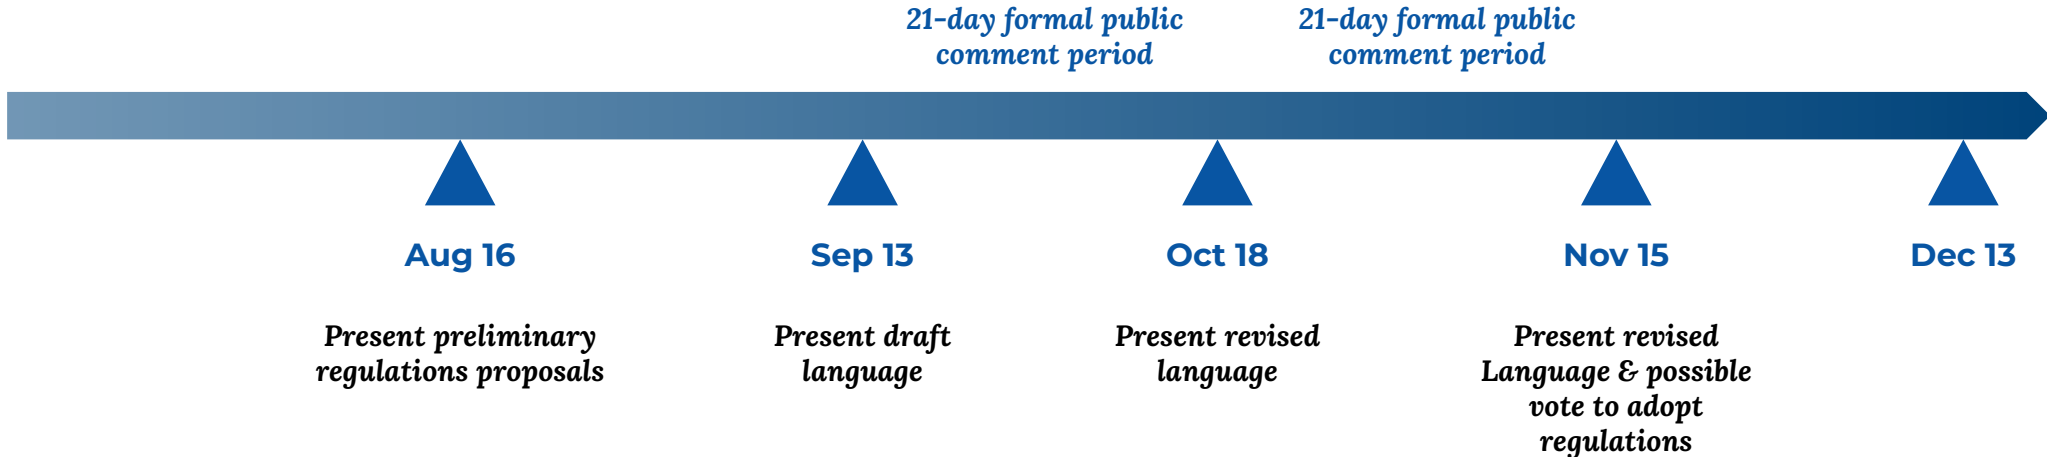 21-day formal public
comment period
21-day formal public
comment period
Aug 16
Sep 13
Oct 18
Nov 15
Dec 13
Present preliminary
regulations proposals
Present draft
language
Present revised
language
Present revised
Language & possible
vote to adopt
regulations